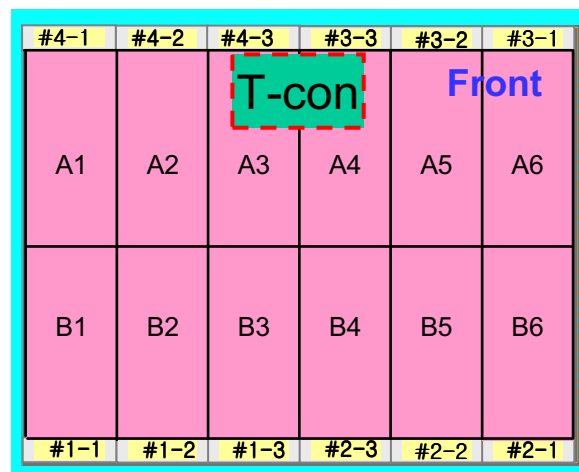 #4-1 #4-2 #4-3 #3-3 #3-2 #3-1
T-con Front
A1 A2 A3 A4 A5 A6
B1 B2 B3 B4 B5 B6
#1-1 #1-2 #1-3 #2-3 #2-2 #2-1